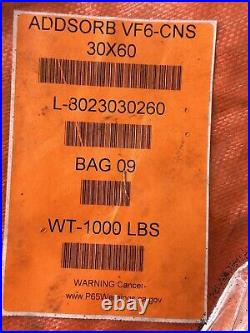 ADDSORB VF6-CNS
30X60
L-8023030260
BAG 09
WT-1000 LBS
WARNING Cancer-